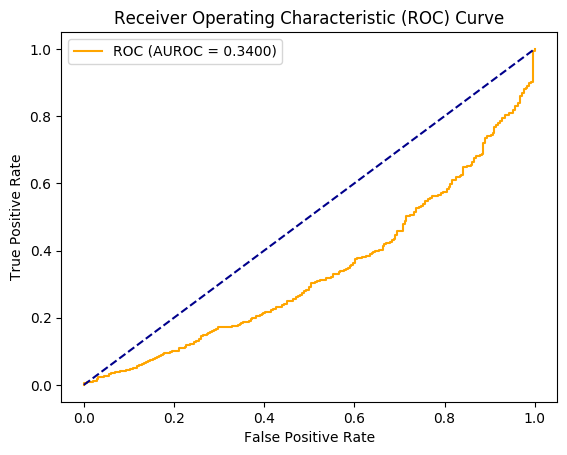 Receiver Operating Characteristic (ROC) Curve
ROC (AUROC = 0.3400)
1.0
0.8
0.6
0.4
0.2
0.0
True Positive Rate
0.0 0.2 0.4 0.6 0.8 1.0
False Positive Rate